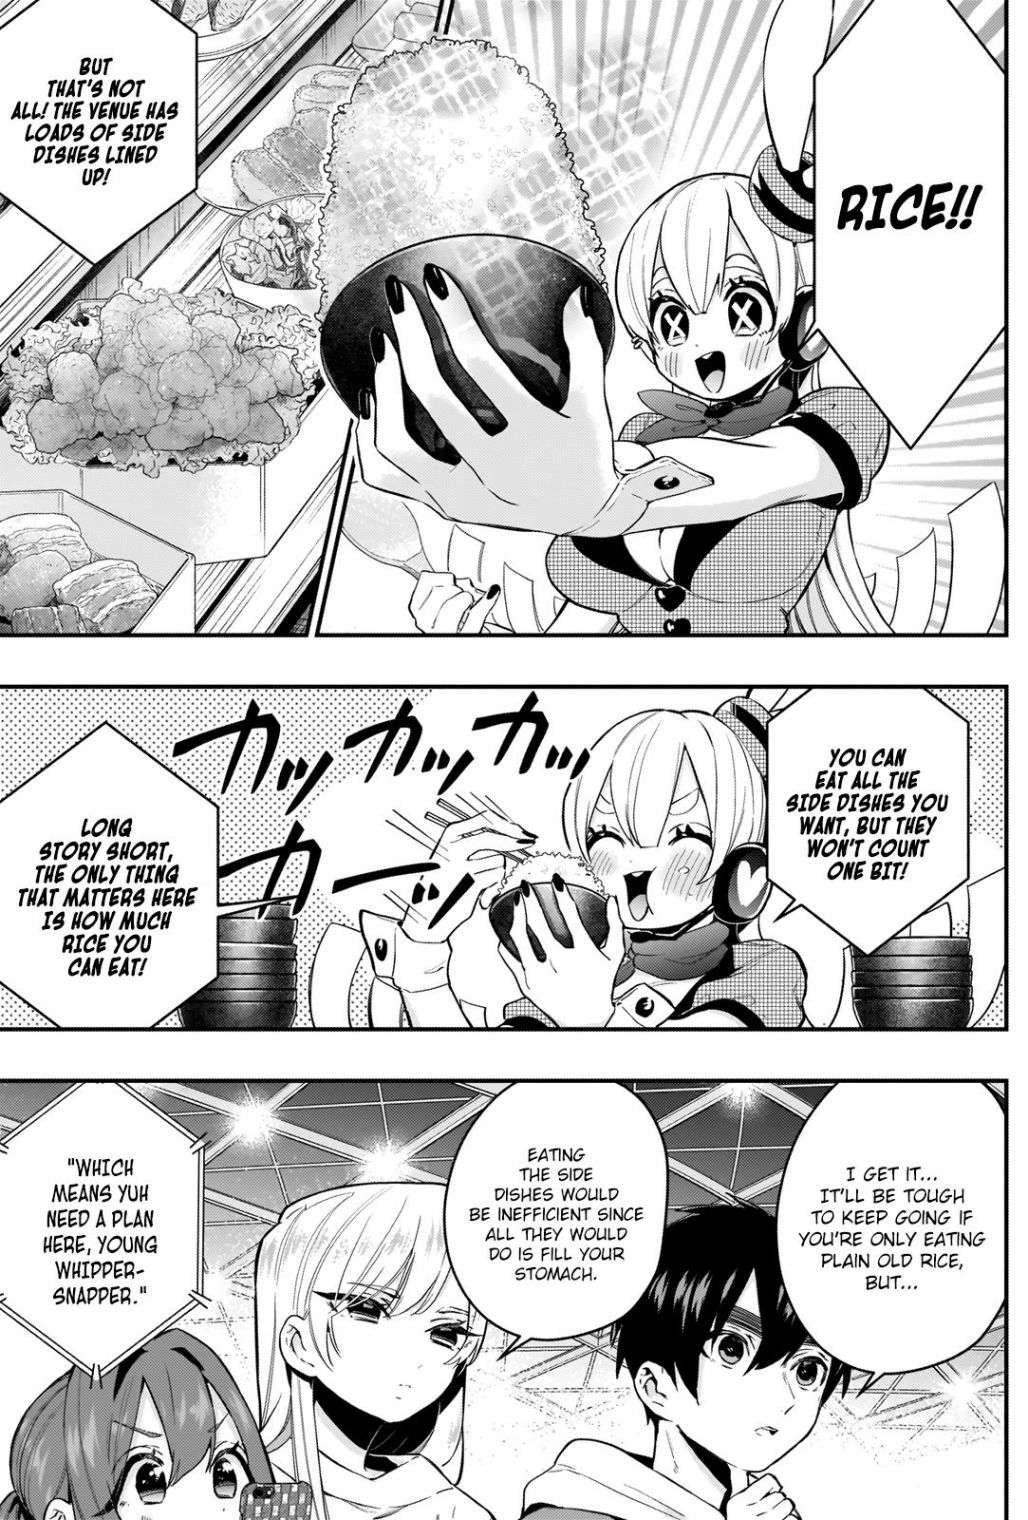 RICE!!
BUT
THAT'S NOT
ALL! THE VENUE HAS
LOADS OF SIDE
DISHES LINED
UP!
YOU CAN
EAT ALL THE
SIDE DISHES YOU
WANT, BUT THEY
WON'T COUNT
ONE BIT!
カッカッカッ
カーッ
LONG
STORY SHORT,
THE ONLY THING
THAT MATTERS HERE
IS HOW MUCH
RICE YOU
CAN EAT!
I GET IT...
IT'LL BE TOUGH
TO KEEP GOING IF
YOU'RE ONLY EATING
PLAIN OLD RICE,
BUT...
EATING
THE SIDE
DISHES WOULD
BE INEFFICIENT SINCE
ALL THEY WOULD
DO IS FILL YOUR
STOMACH.
"WHICH
MEANS YUH
NEED A PLAN
HERE, YOUNG
WHIPPER-
SNAPPER."